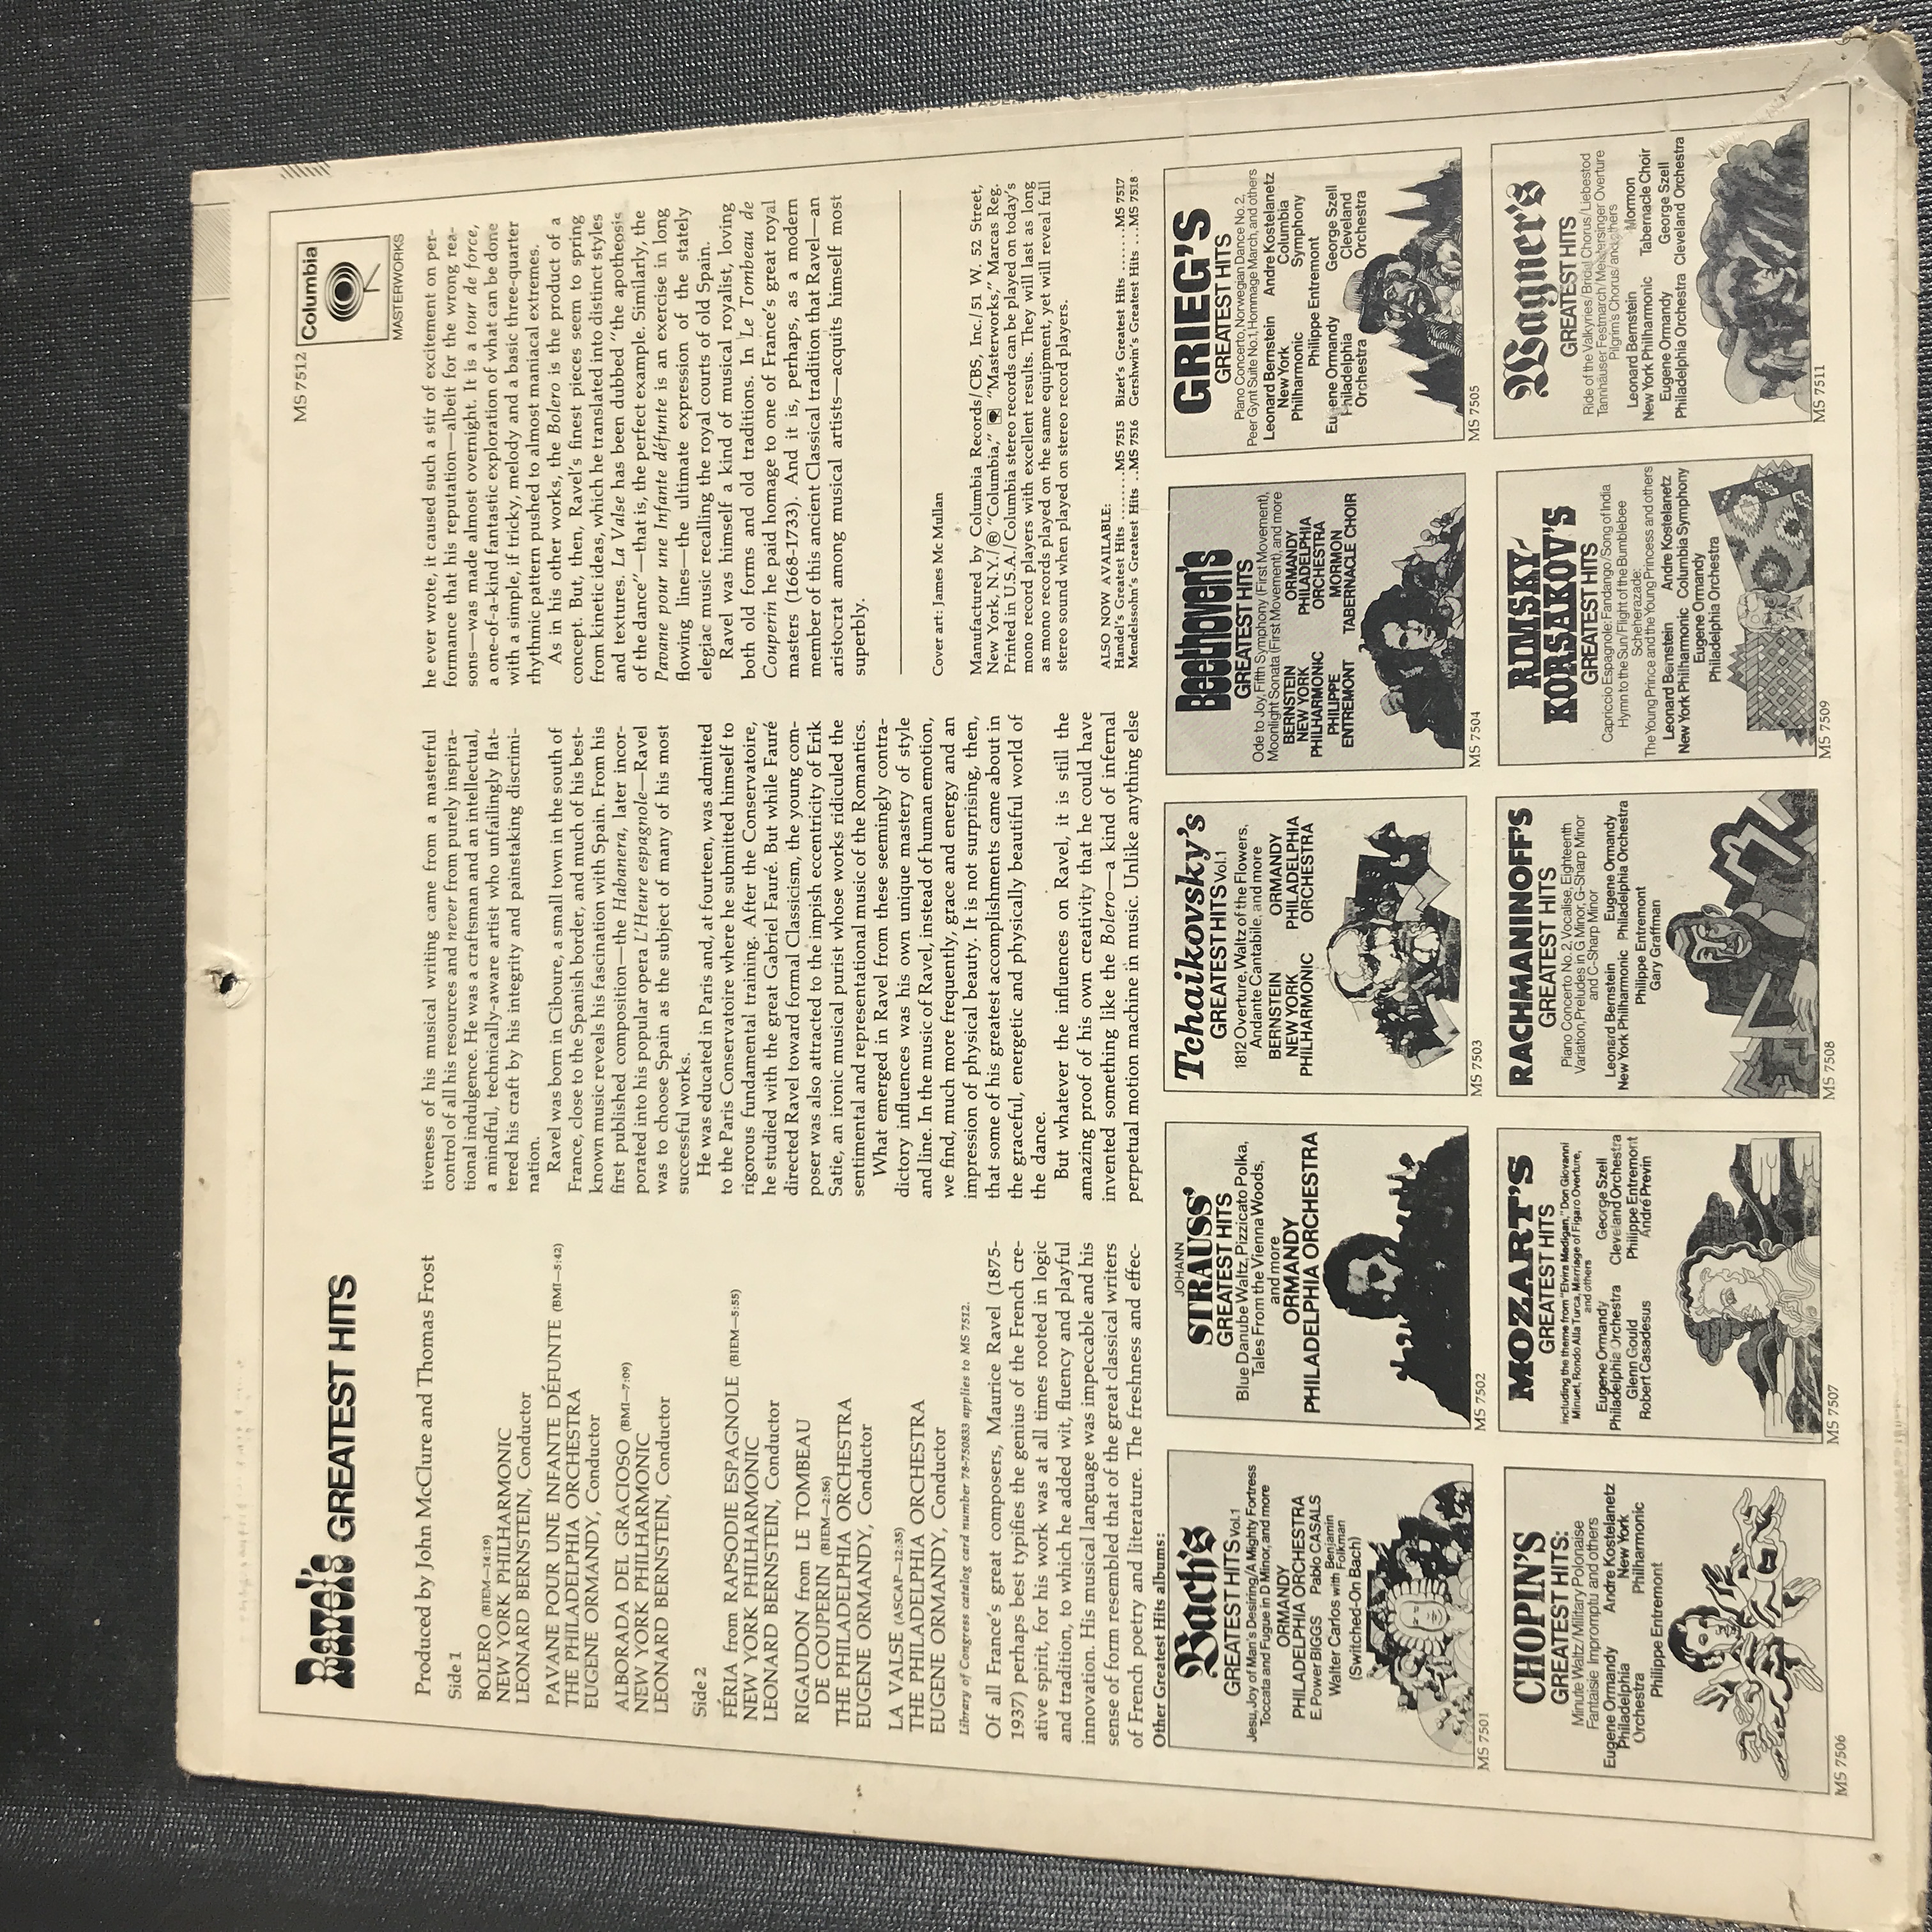 Ravel's GREATEST HITS
MS 7512
Columbia
MASTERWORKS
Produced by John McClure and Thomas Frost
Side 1
BOLERO (BIEM—14:19)
NEW YORK PHILHARMONIC
LEONARD BERNSTEIN, Conductor
PAVANE POUR UNE INFANTE DÉFUNTE (BMI—5:42)
THE PHILADELPHIA ORCHESTRA
EUGENE ORMANDY, Conductor
ALBORADA DEL GRACIOSO (BMI—7:09)
NEW YORK PHILHARMONIC
LEONARD BERNSTEIN, Conductor
Side 2
FÉRIA from RAPSODIE ESPAGNOLE (BIEM—5:55)
NEW YORK PHILHARMONIC
LEONARD BERNSTEIN, Conductor
RIGAUDON from LE TOMBEAU
DE COUPERIN (BIEM—2:56)
THE PHILADELPHIA ORCHESTRA
EUGENE ORMANDY, Conductor
LA VALSE (ASCAP—12:35)
THE PHILADELPHIA ORCHESTRA
EUGENE ORMANDY, Conductor
Library of Congress catalog card number 78-750833 applies to MS 7512.
Of all France's great composers, Maurice Ravel (1875-
1937) perhaps best typifies the genius of the French cre-
ative spirit, for his work was at all times rooted in logic
and tradition, to which he added wit, fluency and playful
innovation. His musical language was impeccable and his
sense of form resembled that of the great classical writers
of French poetry and literature. The freshness and effec-
tiveness of his musical writing came from a masterful
control of all his resources and never from purely inspira-
tional indulgence. He was a craftsman and an intellectual,
a mindful, technically-aware artist who unfailingly flat-
tered his craft by his integrity and painstaking discrimi-
nation.
Ravel was born in Ciboure, a small town in the south of
France, close to the Spanish border, and much of his best-
known music reveals his fascination with Spain. From his
first published composition—the Habanera, later incor-
porated into his popular opera L'Heure espagnole—Ravel
was to choose Spain as the subject of many of his most
successful works.
He was educated in Paris and, at fourteen, was admitted
to the Paris Conservatoire where he submitted himself to
rigorous fundamental training. After the Conservatoire,
he studied with the great Gabriel Fauré. But while Fauré
directed Ravel toward formal Classicism, the young com-
poser was also attracted to the impish eccentricity of Erik
Satie, an ironic musical purist whose works ridiculed the
sentimental and representational music of the Romantics.
What emerged in Ravel from these seemingly contra-
dictory influences was his own unique mastery of style
and line. In the music of Ravel, instead of human emotion,
we find, much more frequently, grace and energy and an
impression of physical beauty. It is not surprising, then,
that some of his greatest accomplishments came about in
the graceful, energetic and physically beautiful world of
the dance.
But whatever the influences on Ravel, it is still the
amazing proof of his own creativity that he could have
invented something like the Bolero—a kind of infernal
perpetual motion machine in music. Unlike anything else
he ever wrote, it caused such a stir of excitement on per-
formance that his reputation—albeit for the wrong rea-
sons—was made almost overnight. It is a tour de force,
a one-of-a-kind fantastic exploration of what can be done
with a simple, if tricky, melody and a basic three-quarter
rhythmic pattern pushed to almost maniacal extremes.
As in his other works, the Bolero is the product of a
concept. But, then, Ravel's finest pieces seem to spring
from kinetic ideas, which he translated into distinct styles
and textures. La Valse has been dubbed "the apotheosis
of the dance"—that is, the perfect example. Similarly, the
Pavane pour une Infante défunte is an exercise in long
flowing lines—the ultimate expression of the stately
elegiac music recalling the royal courts of old Spain.
Ravel was himself a kind of musical royalist, loving
both old forms and old traditions. In Le Tombeau de
Couperin he paid homage to one of France's great royal
masters (1668-1733). And it is, perhaps, as a modern
member of this ancient Classical tradition that Ravel—an
aristocrat among musical artists—acquits himself most
superbly.
Cover art: James Mc Mullan
Manufactured by Columbia Records/CBS, Inc./51 W. 52 Street,
New York, N.Y./® "Columbia," "Masterworks," Marcas Reg.
Printed in U.S.A./Columbia stereo records can be played on today's
mono record players with excellent results. They will last as long
as mono records played on the same equipment, yet will reveal full
stereo sound when played on stereo record players.
ALSO NOW AVAILABLE:
Handel's Greatest Hits ........MS 7515 Bizet's Greatest Hits .......MS 7517
Mendelssohn's Greatest Hits ..MS 7516 Gershwin's Greatest Hits ...MS 7518
Other Greatest Hits albums:
Bach's
GREATEST HITS Vol.1
Jesu, Joy of Man's Desiring/A Mighty Fortress
Toccata and Fugue in D Minor, and more
ORMANDY
PHILADELPHIA ORCHESTRA
E. Power BIGGS Pablo CASALS
Walter Carlos with Benjamin Folkman
(Switched-On Bach)
MS 7501
JOHANN
STRAUSS'
GREATEST HITS
Blue Danube Waltz, Pizzicato Polka,
Tales From the Vienna Woods,
and more
ORMANDY
PHILADELPHIA ORCHESTRA
MS 7502
Tchaikovsky's
GREATEST HITS Vol.1
1812 Overture, Waltz of the Flowers,
Andante Cantabile, and more
BERNSTEIN ORMANDY
NEW YORK PHILADELPHIA
PHILHARMONIC ORCHESTRA
MS 7503
Beethoven's
GREATEST HITS
Ode to Joy, Fifth Symphony (First Movement),
Moonlight Sonata (First Movement), and more
BERNSTEIN ORMANDY
NEW YORK PHILADELPHIA
PHILHARMONIC ORCHESTRA
PHILIPPE MORMON
ENTREMONT TABERNACLE CHOIR
MS 7504
GRIEG'S
GREATEST HITS
Piano Concerto, Norwegian Dance No. 2,
Peer Gynt Suite No.1, Hommage March, and others
Leonard Bernstein Andre Kostelanetz
New York Columbia
Philharmonic Symphony
Philippe Entremont
Eugene Ormandy George Szell
Philadelphia Cleveland
Orchestra Orchestra
MS 7505
CHOPIN'S
GREATEST HITS:
Minute Waltz/Military Polonaise
Fantaisie Impromptu and others
Eugene Ormandy Andre Kostelanetz
Philadelphia New York
Orchestra Philharmonic
Philippe Entremont
MS 7506
MOZART'S
GREATEST HITS
including the theme from "Elvira Madigan," Don Giovanni
Minuet, Rondo Alla Turca, Marriage of Figaro Overture,
and others
Eugene Ormandy George Szell
Philadelphia Orchestra Cleveland Orchestra
Glenn Gould Philippe Entremont
Robert Casadesus André Previn
MS 7507
RACHMANINOFF'S
GREATEST HITS
Piano Concerto No. 2, Vocalise, Eighteenth
Variation, Preludes in G Minor, G-Sharp Minor
and C-Sharp Minor
Leonard Bernstein Eugene Ormandy
New York Philharmonic Philadelphia Orchestra
Philippe Entremont
Gary Graffman
MS 7508
RIMSKY-
KORSAKOV'S
GREATEST HITS
Capriccio Espagnole: Fandango/Song of India
Hymn to the Sun/Flight of the Bumblebee
Scheherazade:
The Young Prince and the Young Princess and others
Leonard Bernstein Andre Kostelanetz
New York Philharmonic Columbia Symphony
Eugene Ormandy
Philadelphia Orchestra
MS 7509
Wagner's
GREATEST HITS
Ride of the Valkyries/Bridal Chorus/Liebestod
Tannhäuser Festmarch/Meistersinger Overture
Pilgrim's Chorus/and others
Leonard Bernstein Mormon
New York Philharmonic Tabernacle Choir
Eugene Ormandy George Szell
Philadelphia Orchestra Cleveland Orchestra
MS 7511